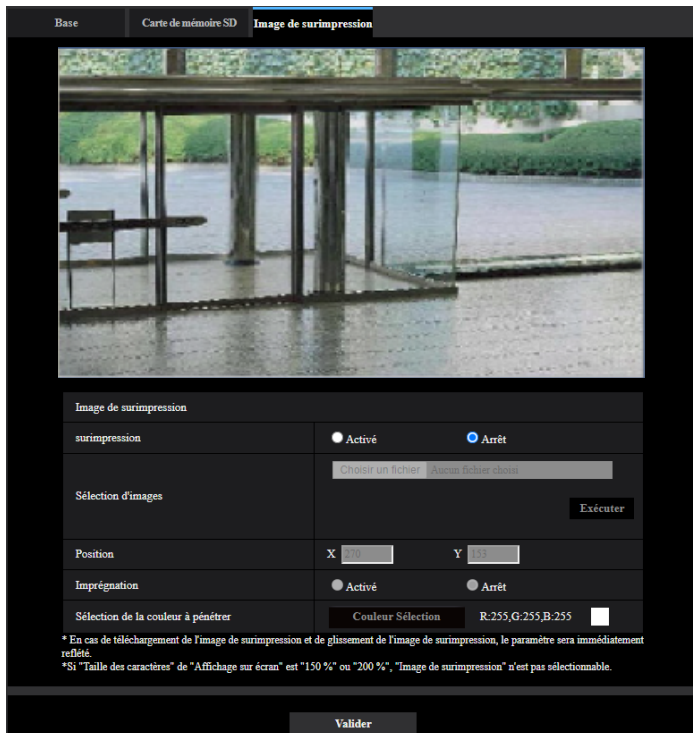 Base Carte de mémoire SD Image de surimpression
Image de surimpression
surimpression Activé Arrêt
Choisir un fichier Aucun fichier choisi
Sélection d'images
Exécuter
Position X 270 Y 153
Imprégnation Activé Arrêt
Sélection de la couleur à pénétrer Couleur Sélection R:255,G:255,B:255
* En cas de téléchargement de l'image de surimpression et de glissement de l'image de surimpression, le paramètre sera immédiatement
reflété.
*Si "Taille des caractères" de "Affichage sur écran" est "150 %" ou "200 %", "Image de surimpression" n'est pas sélectionnable.
Valider